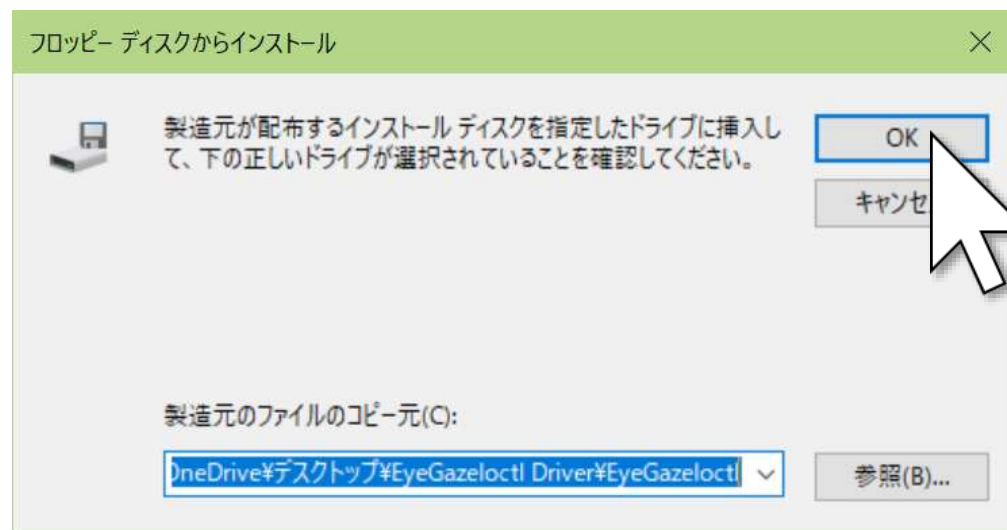 フロッピー ディスクからインストール
製造元が配布するインストール ディスクを指定したドライブに挿入し
て、下の正しいドライブが選択されていることを確認してください。
OK
キャンセ
製造元のファイルのコピー元(C):
OneDrive¥デスクトップ¥EyeGazeIoctl Driver¥EyeGazeIoctl
参照(B)...